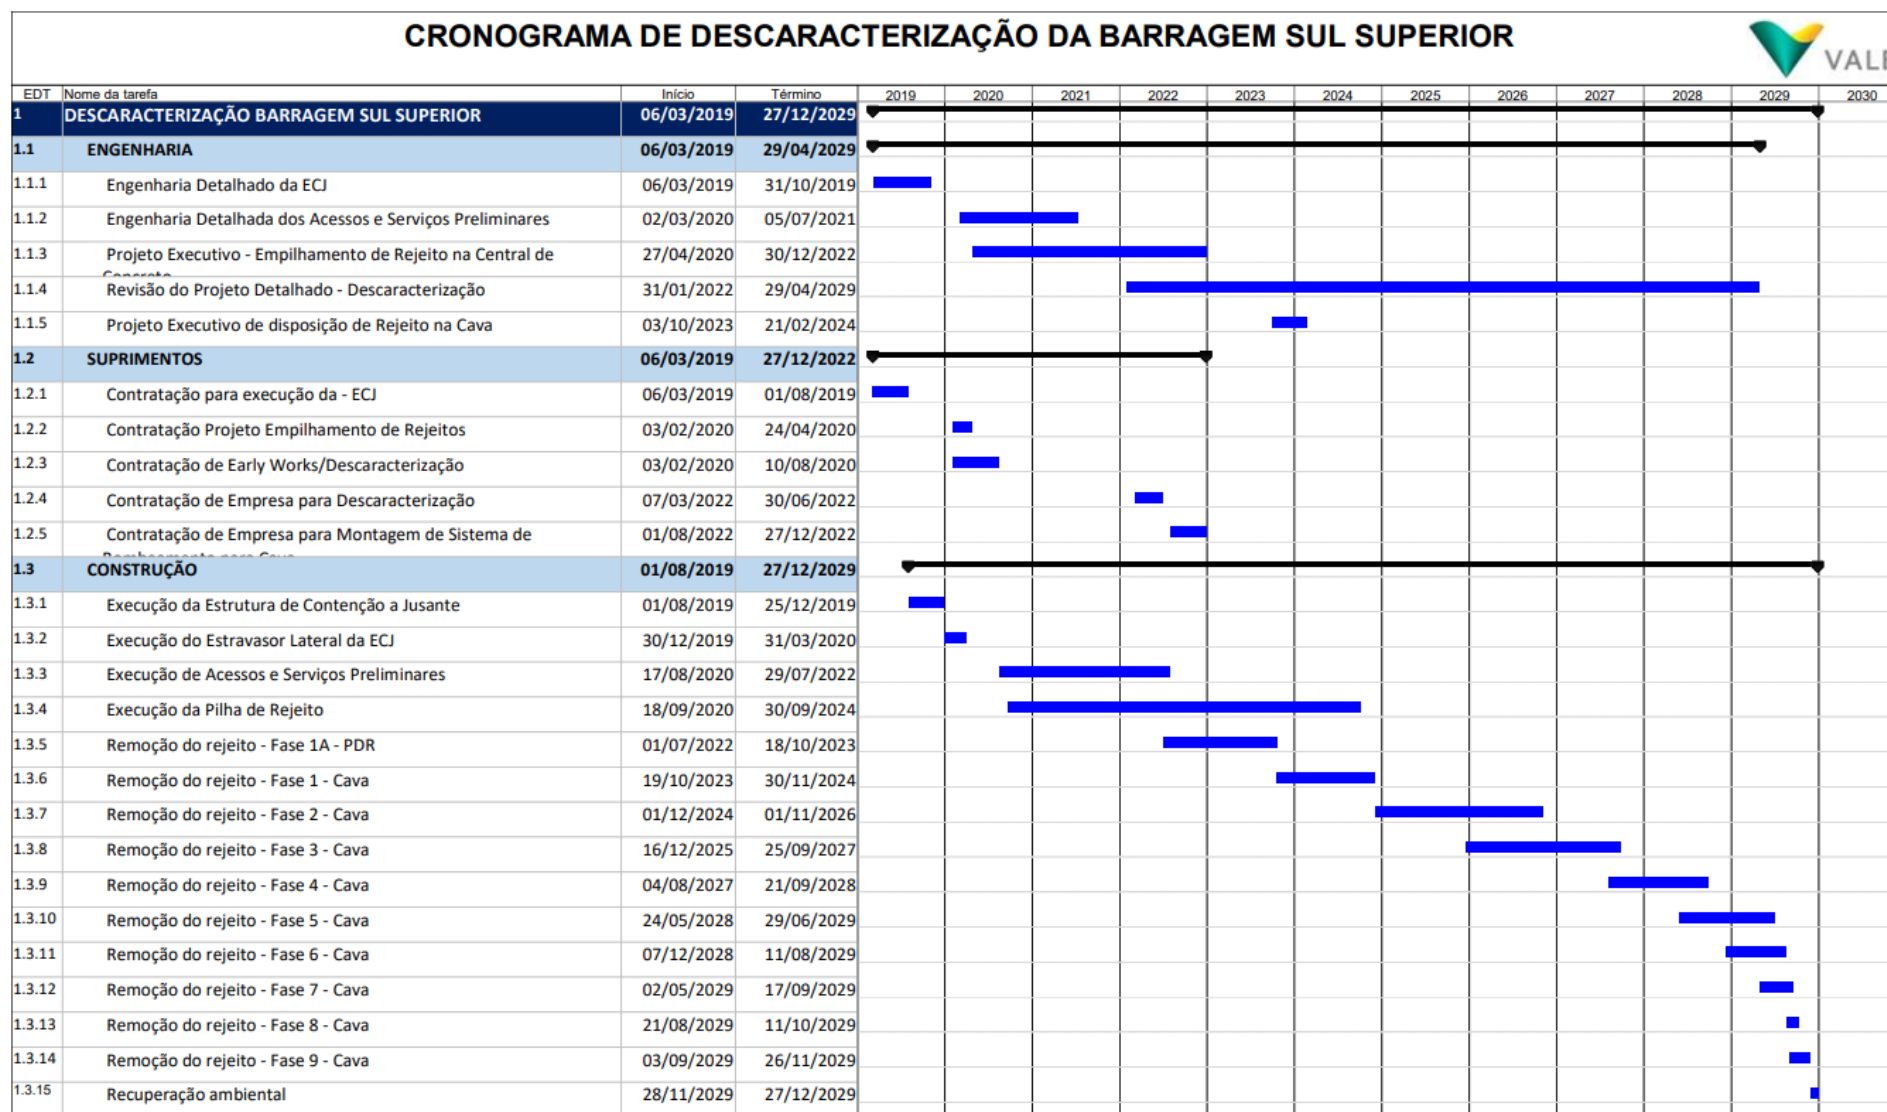 CRONOGRAMA DE DESCARACTERIZAÇÃO DA BARRAGEM SUL SUPERIOR
VALE
EDT Nome da tarefa Início Término 2019 2020 2021 2022 2023 2024 2025 2026 2027 2028 2029 2030
1 DESCARACTERIZAÇÃO BARRAGEM SUL SUPERIOR 06/03/2019 27/12/2029
1.1 ENGENHARIA 06/03/2019 29/04/2029
1.1.1 Engenharia Detalhado da ECJ 06/03/2019 31/10/2019
1.1.2 Engenharia Detalhada dos Acessos e Serviços Preliminares 02/03/2020 05/07/2021
1.1.3 Projeto Executivo - Empilhamento de Rejeito na Central de 27/04/2020 30/12/2022
Concreto
1.1.4 Revisão do Projeto Detalhado - Descaracterização 31/01/2022 29/04/2029
1.1.5 Projeto Executivo de disposição de Rejeito na Cava 03/10/2023 21/02/2024
1.2 SUPRIMENTOS 06/03/2019 27/12/2022
1.2.1 Contratação para execução da - ECJ 06/03/2019 01/08/2019
1.2.2 Contratação Projeto Empilhamento de Rejeitos 03/02/2020 24/04/2020
1.2.3 Contratação de Early Works/Descaracterização 03/02/2020 10/08/2020
1.2.4 Contratação de Empresa para Descaracterização 07/03/2022 30/06/2022
1.2.5 Contratação de Empresa para Montagem de Sistema de 01/08/2022 27/12/2022
Bombeamento para Cava
1.3 CONSTRUÇÃO 01/08/2019 27/12/2029
1.3.1 Execução da Estrutura de Contenção a Jusante 01/08/2019 25/12/2019
1.3.2 Execução do Estravasor Lateral da ECJ 30/12/2019 31/03/2020
1.3.3 Execução de Acessos e Serviços Preliminares 17/08/2020 29/07/2022
1.3.4 Execução da Pilha de Rejeito 18/09/2020 30/09/2024
1.3.5 Remoção do rejeito - Fase 1A - PDR 01/07/2022 18/10/2023
1.3.6 Remoção do rejeito - Fase 1 - Cava 19/10/2023 30/11/2024
1.3.7 Remoção do rejeito - Fase 2 - Cava 01/12/2024 01/11/2026
1.3.8 Remoção do rejeito - Fase 3 - Cava 16/12/2025 25/09/2027
1.3.9 Remoção do rejeito - Fase 4 - Cava 04/08/2027 21/09/2028
1.3.10 Remoção do rejeito - Fase 5 - Cava 24/05/2028 29/06/2029
1.3.11 Remoção do rejeito - Fase 6 - Cava 07/12/2028 11/08/2029
1.3.12 Remoção do rejeito - Fase 7 - Cava 02/05/2029 17/09/2029
1.3.13 Remoção do rejeito - Fase 8 - Cava 21/08/2029 11/10/2029
1.3.14 Remoção do rejeito - Fase 9 - Cava 03/09/2029 26/11/2029
1.3.15 Recuperação ambiental 28/11/2029 27/12/2029